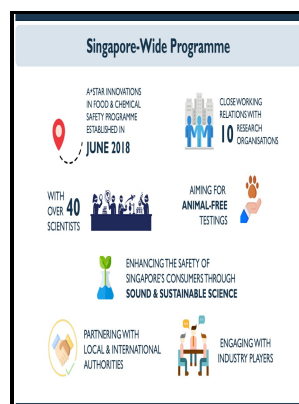 Singapore-Wide Programme
A*STAR INNOVATIONS
IN FOOD & CHEMICAL
SAFETY PROGRAMME
ESTABLISHED IN
JUNE 2018
CLOSE WORKING
RELATIONS WITH
10 RESEARCH
ORGANISATIONS
WITH
OVER 40
SCIENTISTS
AIMING FOR
ANIMAL-FREE
TESTINGS
ENHANCING THE SAFETY OF
SINGAPORE'S CONSUMERS THROUGH
SOUND & SUSTAINABLE SCIENCE
PARTNERING WITH
LOCAL & INTERNATIONAL
AUTHORITIES
ENGAGING WITH
INDUSTRY PLAYERS